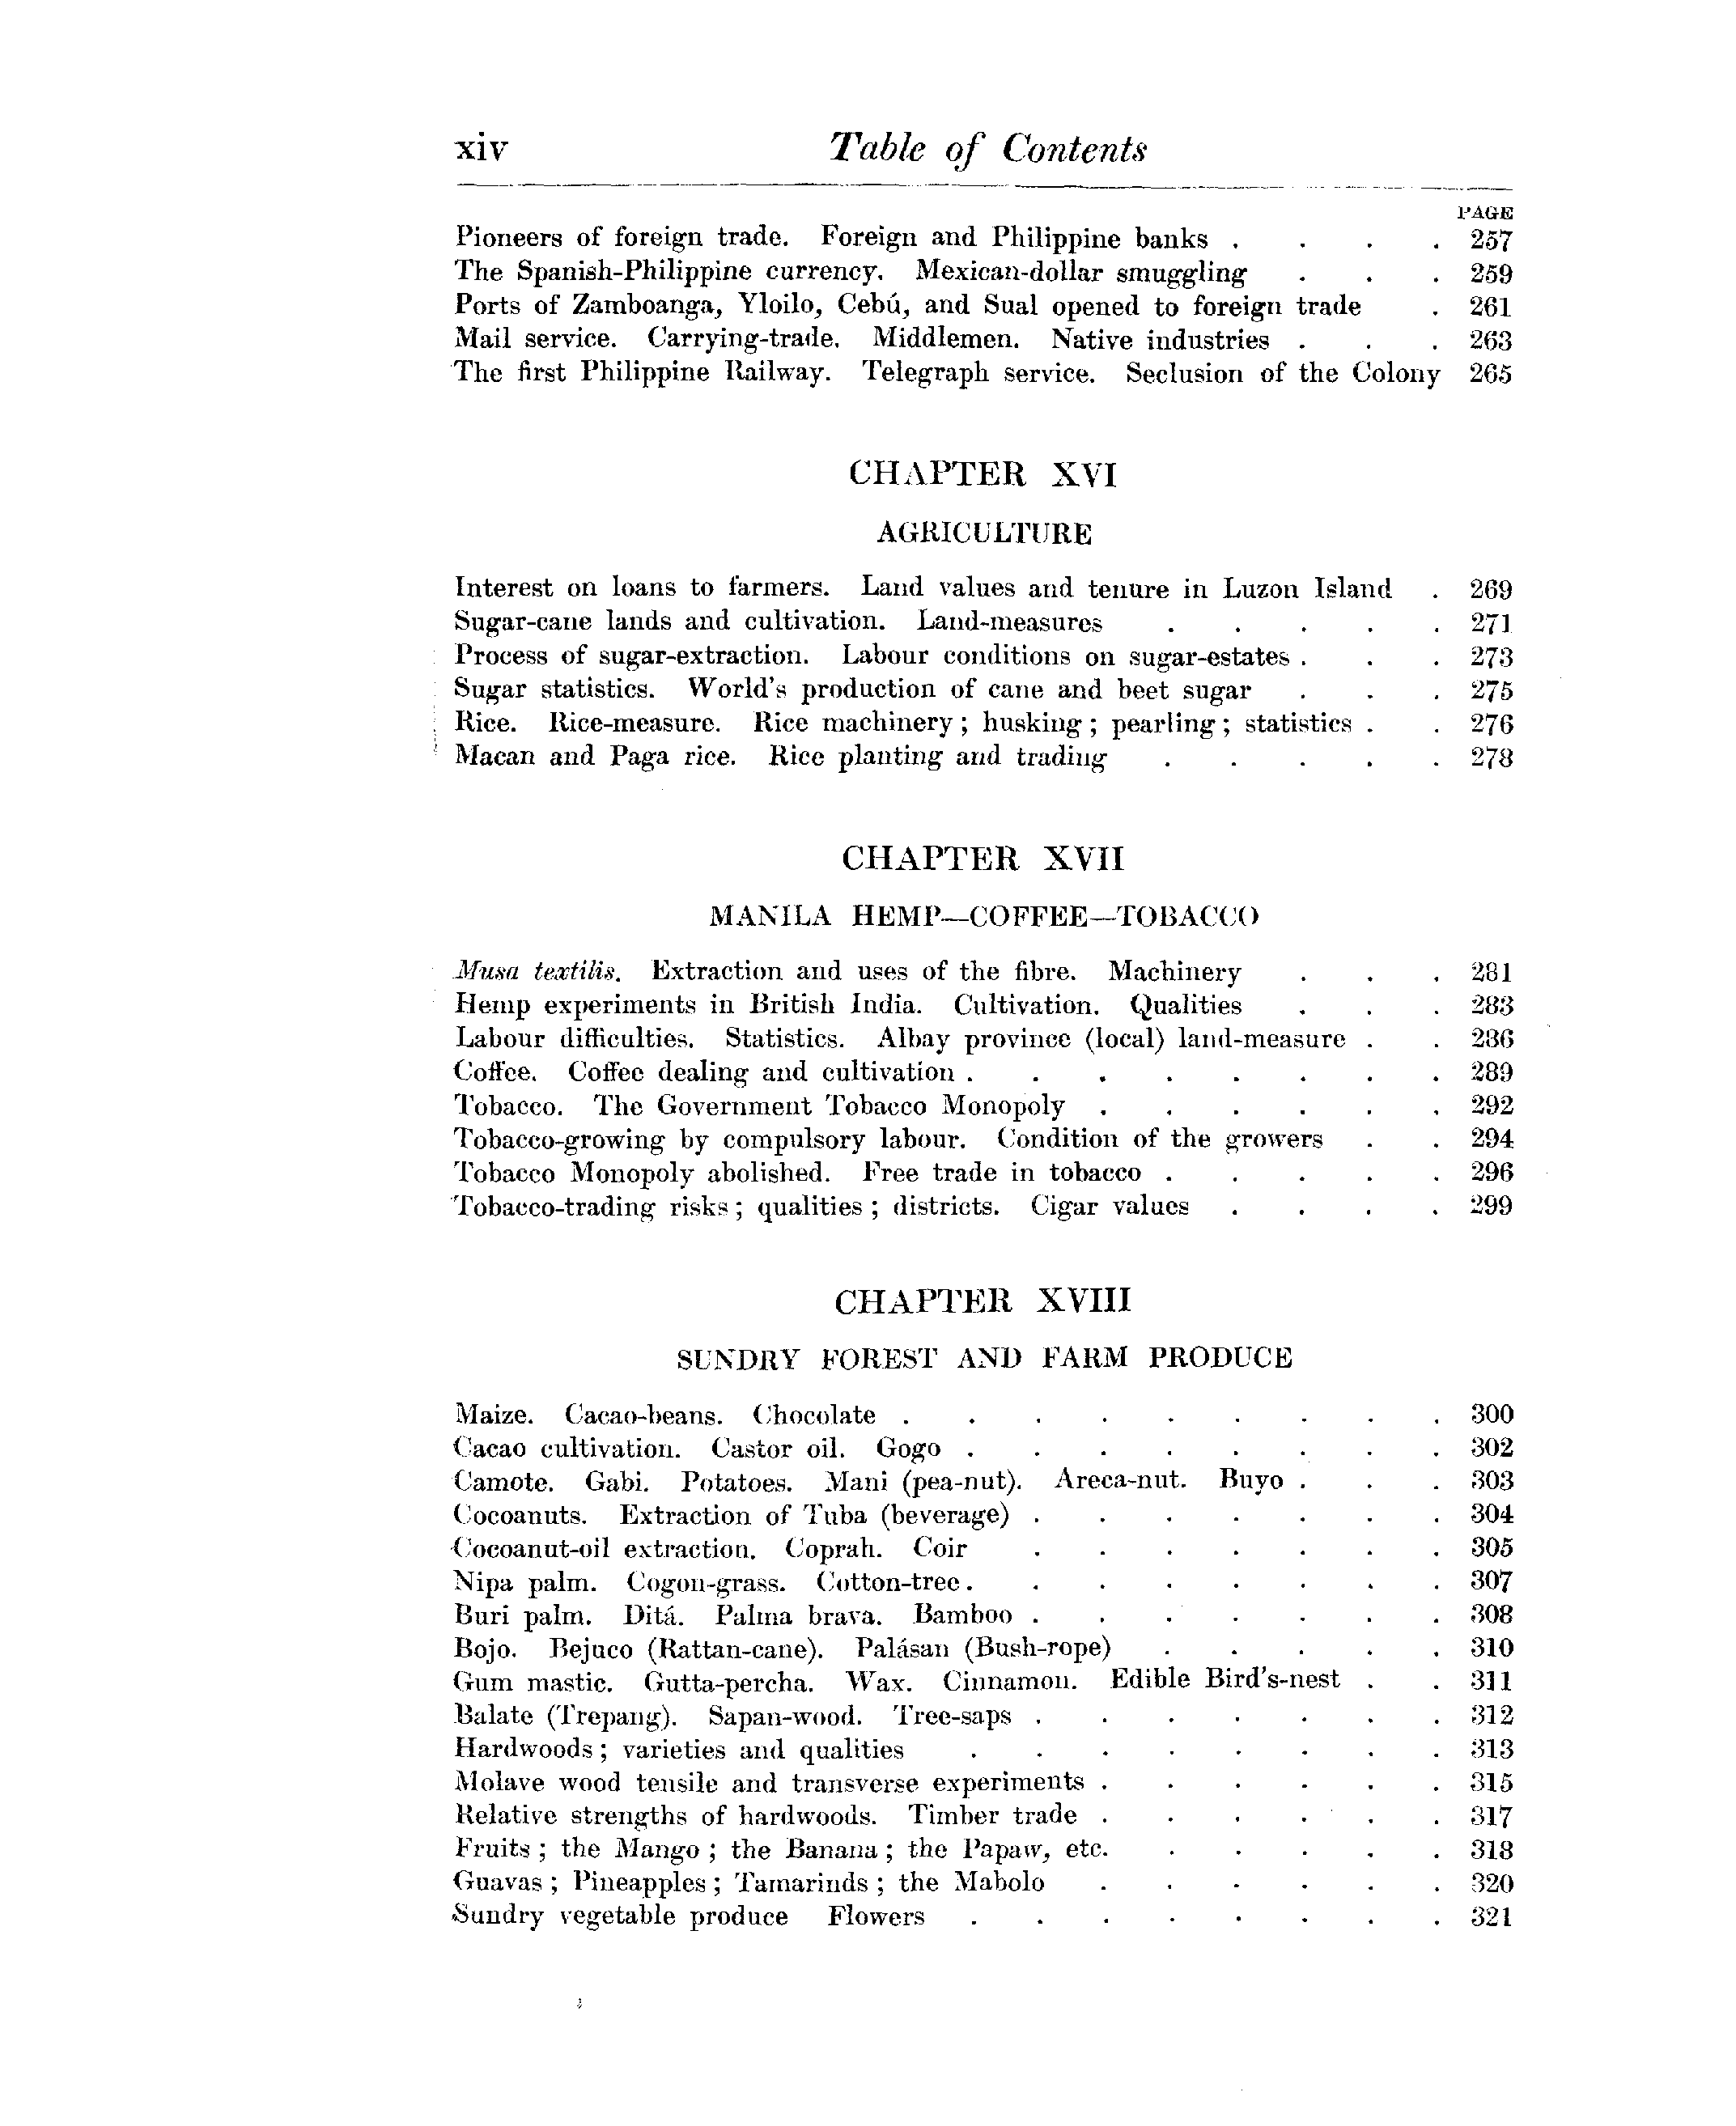 xiv Table of Contents
PAGE
Pioneers of foreign trade. Foreign and Philippine banks . . . . 257
The Spanish-Philippine currency. Mexican-dollar smuggling . . . 259
Ports of Zamboanga, Yloilo, Cebú, and Sual opened to foreign trade . 261
Mail service. Carrying-trade. Middlemen. Native industries . . . 263
The first Philippine Railway. Telegraph service. Seclusion of the Colony 265
CHAPTER XVI
AGRICULTURE
Interest on loans to farmers. Land values and tenure in Luzon Island . 269
Sugar-cane lands and cultivation. Land-measures . . . . . 271
Process of sugar-extraction. Labour conditions on sugar-estates . . . 273
Sugar statistics. World's production of cane and beet sugar . . . 275
Rice. Rice-measure. Rice machinery ; husking ; pearling ; statistics . . 276
Macan and Paga rice. Rice planting and trading . . . . . 278
CHAPTER XVII
MANILA HEMP—COFFEE—TOBACCO
Musa textilis. Extraction and uses of the fibre. Machinery . . . 281
Hemp experiments in British India. Cultivation. Qualities . . . 283
Labour difficulties. Statistics. Albay province (local) land-measure . . 286
Coffee. Coffee dealing and cultivation . . . . . . . . 289
Tobacco. The Government Tobacco Monopoly . . . . . . 292
Tobacco-growing by compulsory labour. Condition of the growers . . 294
Tobacco Monopoly abolished. Free trade in tobacco . . . . . 296
Tobacco-trading risks ; qualities ; districts. Cigar values . . . . 299
CHAPTER XVIII
SUNDRY FOREST AND FARM PRODUCE
Maize. Cacao-beans. Chocolate . . . . . . . . . 300
Cacao cultivation. Castor oil. Gogo . . . . . . . . 302
Camote. Gabi. Potatoes. Mani (pea-nut). Areca-nut. Buyo . . . 303
Cocoanuts. Extraction of Tuba (beverage) . . . . . . . 304
Cocoanut-oil extraction. Coprah. Coir . . . . . . . 305
Nipa palm. Cogon-grass. Cotton-tree . . . . . . . . 307
Buri palm. Ditá. Palma brava. Bamboo . . . . . . . 308
Bojo. Bejuco (Rattan-cane). Palásan (Bush-rope) . . . . . 310
Gum mastic. Gutta-percha. Wax. Cinnamon. Edible Bird's-nest . . 311
Balate (Trepang). Sapan-wood. Tree-saps . . . . . . . 312
Hardwoods ; varieties and qualities . . . . . . . . 313
Molave wood tensile and transverse experiments . . . . . . 315
Relative strengths of hardwoods. Timber trade . . . . . . 317
Fruits ; the Mango ; the Banana ; the Papaw, etc. . . . . . 318
Guavas ; Pineapples ; Tamarinds ; the Mabolo . . . . . . 320
Sundry vegetable produce Flowers . . . . . . . . 321